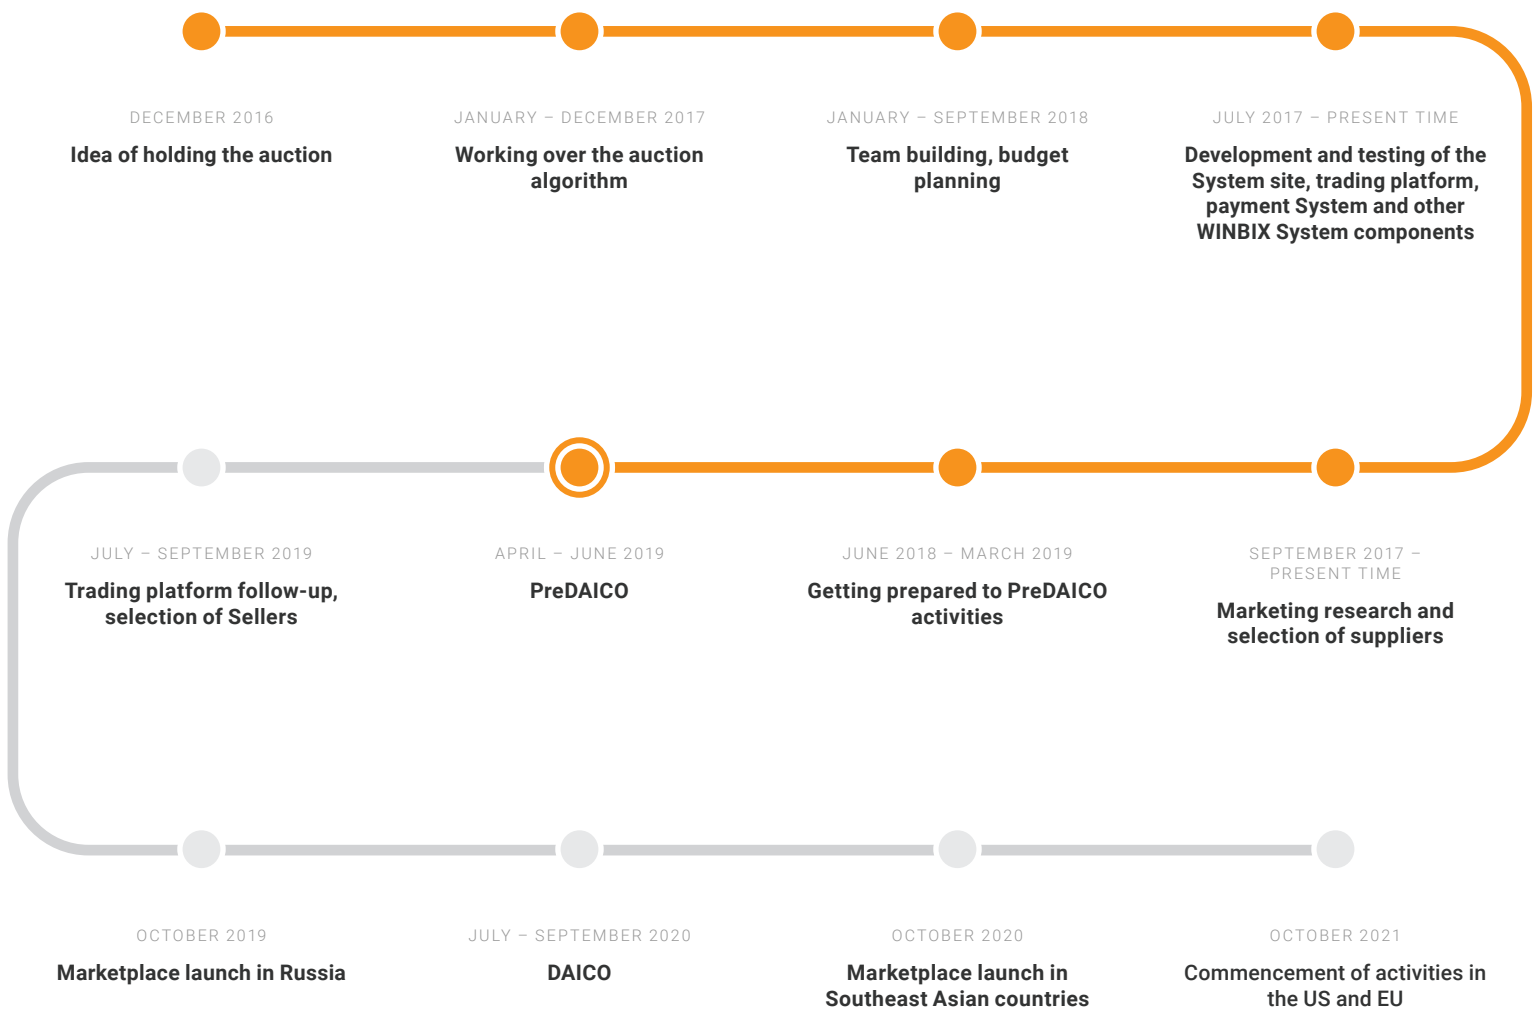 DECEMBER 2016
Idea of holding the auction
JANUARY – DECEMBER 2017
Working over the auction
algorithm
JANUARY – SEPTEMBER 2018
Team building, budget
planning
JULY 2017 – PRESENT TIME
Development and testing of the
System site, trading platform,
payment System and other
WINBIX System components
JULY – SEPTEMBER 2019
Trading platform follow-up,
selection of Sellers
APRIL – JUNE 2019
PreDAICO
JUNE 2018 – MARCH 2019
Getting prepared to PreDAICO
activities
SEPTEMBER 2017 –
PRESENT TIME
Marketing research and
selection of suppliers
OCTOBER 2019
Marketplace launch in Russia
JULY – SEPTEMBER 2020
DAICO
OCTOBER 2020
Marketplace launch in
Southeast Asian countries
OCTOBER 2021
Commencement of activities in
the US and EU